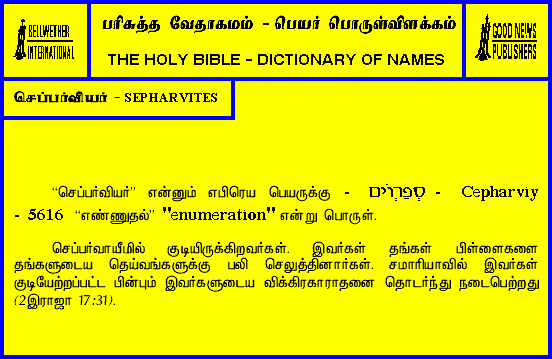 BELLWETHER
INTERNATIONAL
பரிசுத்த வேதாகமம் - பெயர் பொருள்விளக்கம்
THE HOLY BIBLE - DICTIONARY OF NAMES
GOOD NEWS
PUBLISHERS
செப்பர்வியர் - SEPHARVITES
“செப்பர்வியர்” என்னும் எபிரெய பெயருக்கு - סְפַרְוִים - Cepharviy
- 5616 “எண்ணுதல்” "enumeration" என்று பொருள்.
செப்பர்வாயீமில் குடியிருக்கிறவர்கள். இவர்கள் தங்கள் பிள்ளைகளை
தங்களுடைய தெய்வங்களுக்கு பலி செலுத்தினார்கள். சமாரியாவில் இவர்கள்
குடியேற்றப்பட்ட பின்பும் இவர்களுடைய விக்கிரகாராதனை தொடர்ந்து நடைபெற்றது
(2இராஜா 17:31).